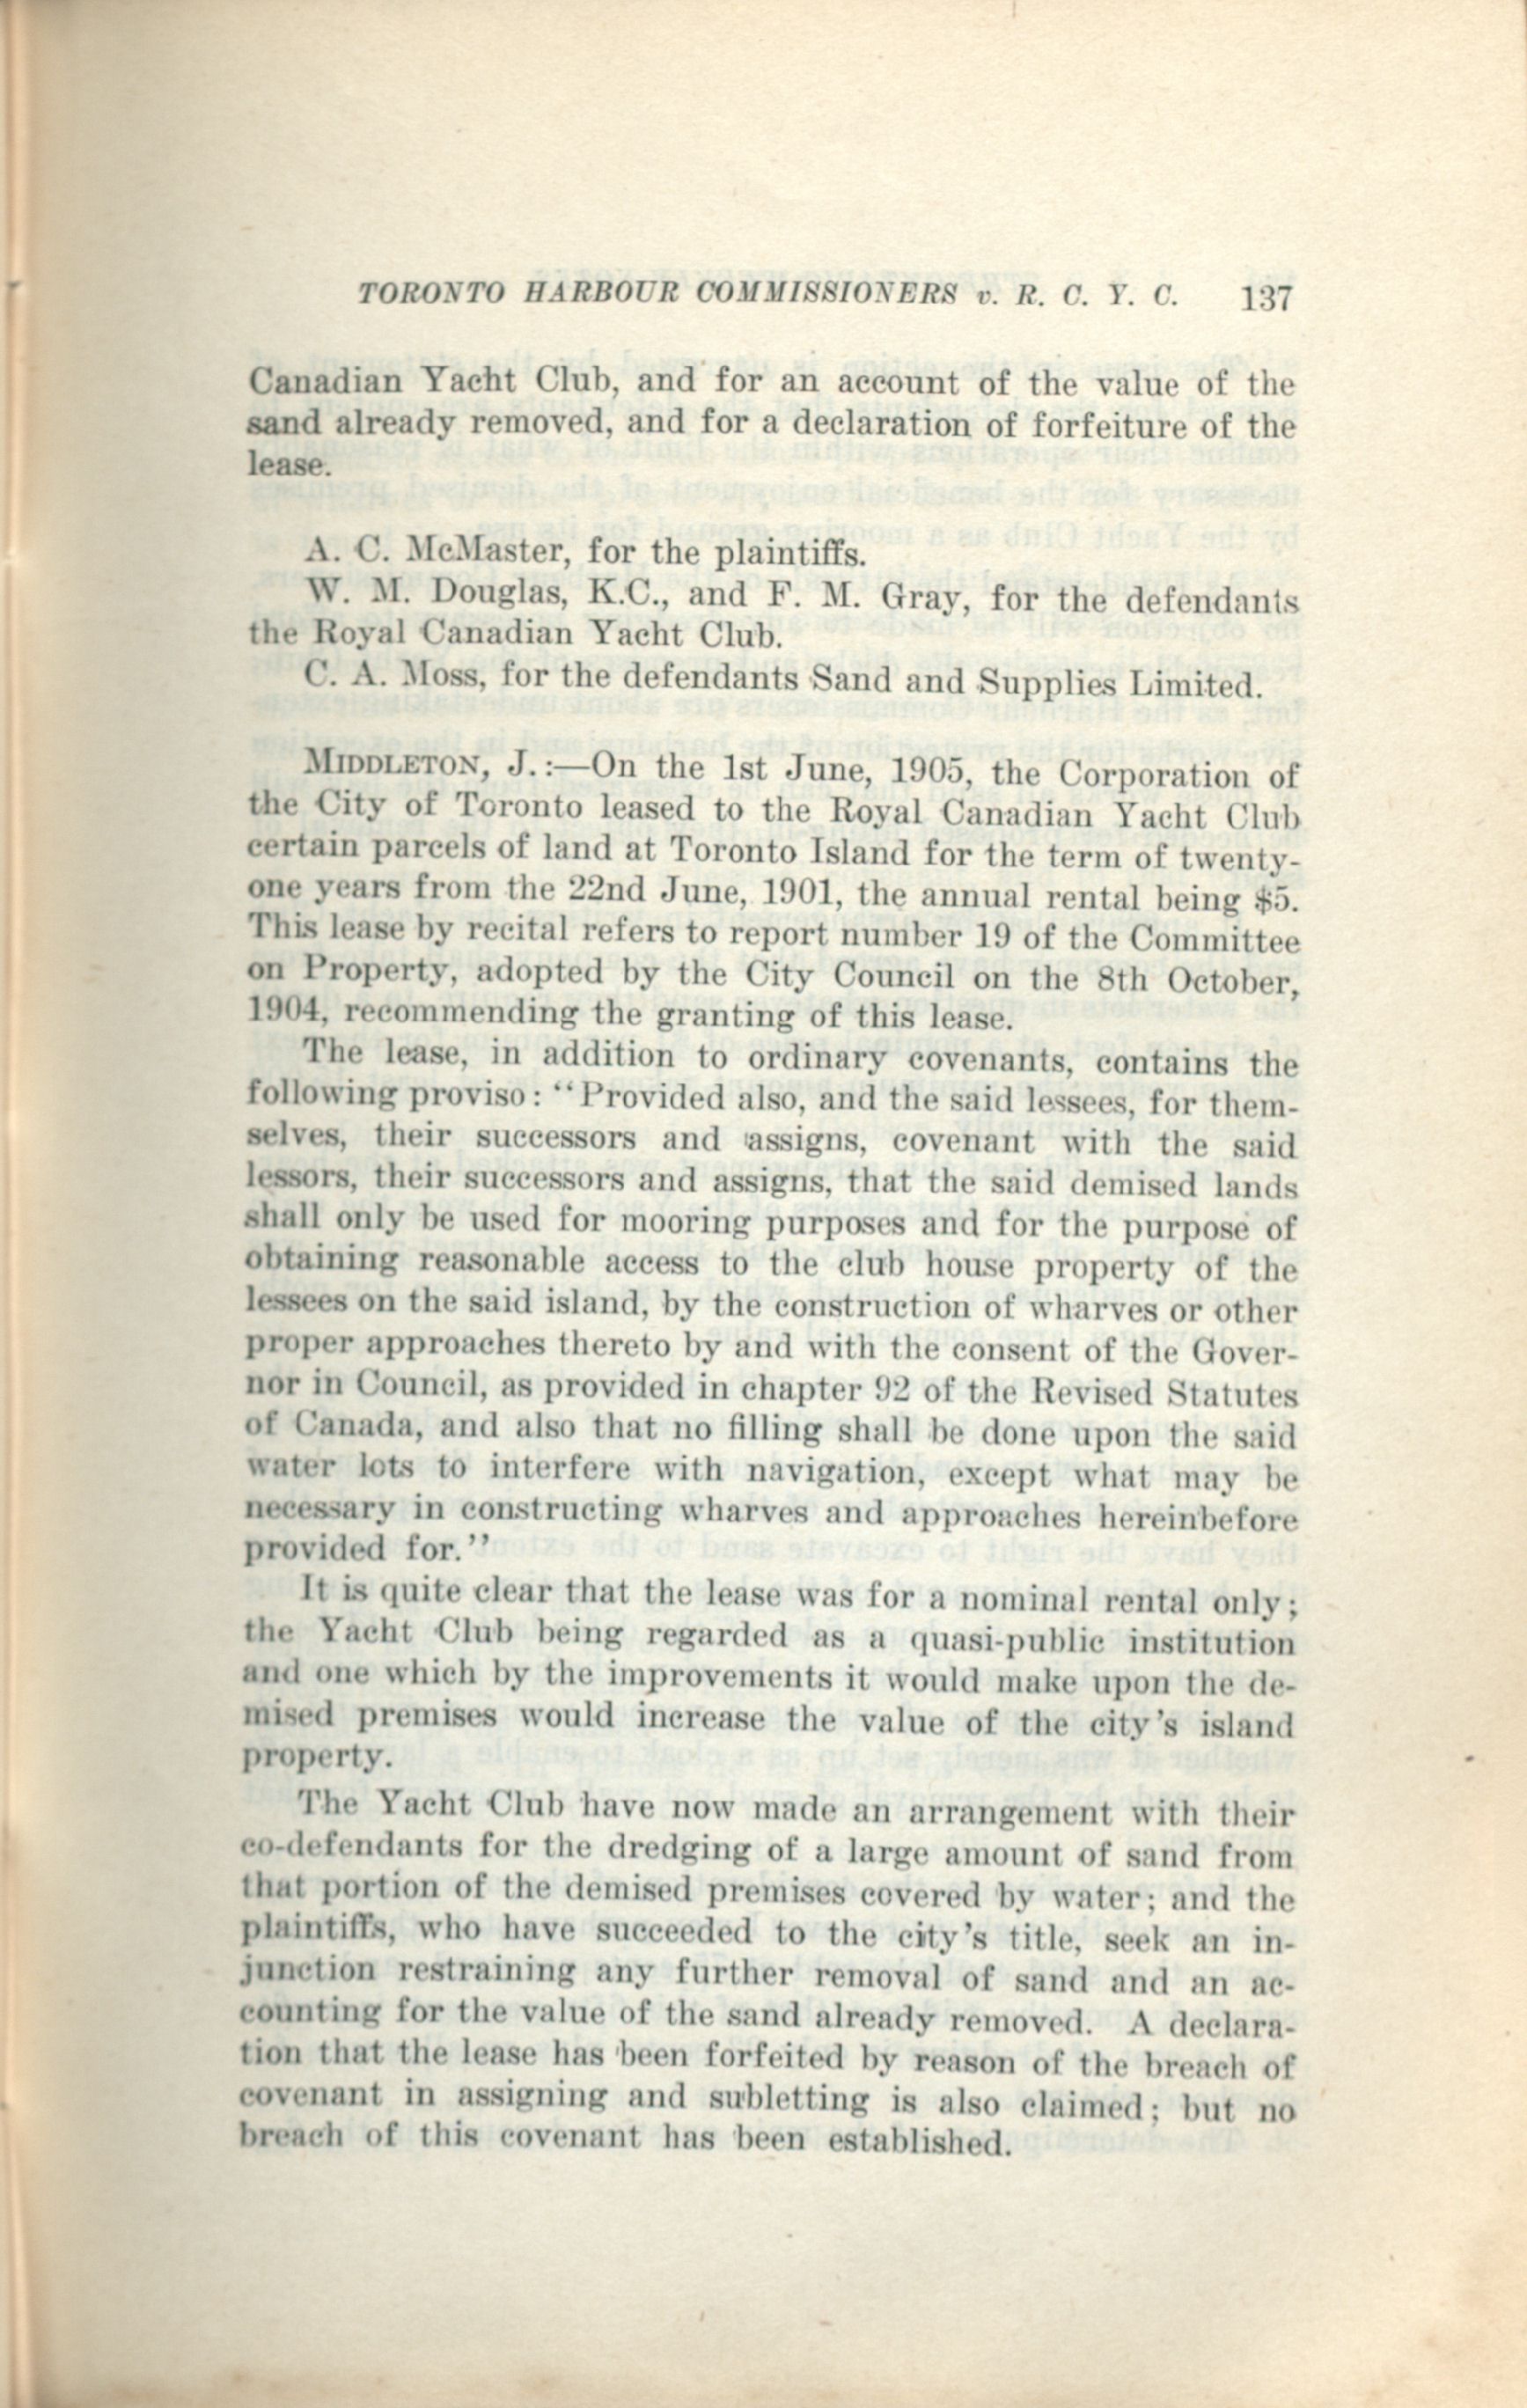 TORONTO HARBOUR COMMISSIONERS v. R. C. Y. C. 137
Canadian Yacht Club, and for an account of the value of the
sand already removed, and for a declaration of forfeiture of the
lease.
A. C. McMaster, for the plaintiffs.
W. M. Douglas, K.C., and F. M. Gray, for the defendants
the Royal Canadian Yacht Club.
C. A. Moss, for the defendants Sand and Supplies Limited.
MIDDLETON, J.:—On the 1st June, 1905, the Corporation of
the City of Toronto leased to the Royal Canadian Yacht Club
certain parcels of land at Toronto Island for the term of twenty-
one years from the 22nd June, 1901, the annual rental being $5.
This lease by recital refers to report number 19 of the Committee
on Property, adopted by the City Council on the 8th October,
1904, recommending the granting of this lease.
The lease, in addition to ordinary covenants, contains the
following proviso: "Provided also, and the said lessees, for them-
selves, their successors and assigns, covenant with the said
lessors, their successors and assigns, that the said demised lands
shall only be used for mooring purposes and for the purpose of
obtaining reasonable access to the club house property of the
lessees on the said island, by the construction of wharves or other
proper approaches thereto by and with the consent of the Gover-
nor in Council, as provided in chapter 92 of the Revised Statutes
of Canada, and also that no filling shall be done upon the said
water lots to interfere with navigation, except what may be
necessary in constructing wharves and approaches hereinbefore
provided for."
It is quite clear that the lease was for a nominal rental only;
the Yacht Club being regarded as a quasi-public institution
and one which by the improvements it would make upon the de-
mised premises would increase the value of the city's island
property.
The Yacht Club have now made an arrangement with their
co-defendants for the dredging of a large amount of sand from
that portion of the demised premises covered by water; and the
plaintiffs, who have succeeded to the city's title, seek an in-
junction restraining any further removal of sand and an ac-
counting for the value of the sand already removed. A declara-
tion that the lease has been forfeited by reason of the breach of
covenant in assigning and subletting is also claimed; but no
breach of this covenant has been established.